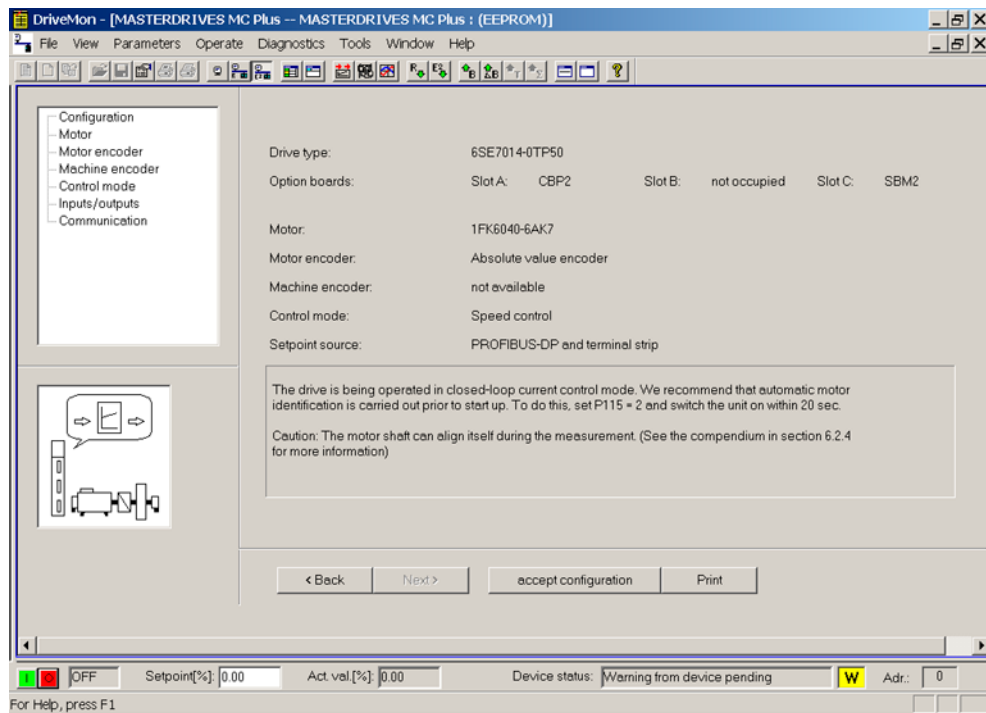 DriveMon - [MASTERDRIVES MC Plus -- MASTERDRIVES MC Plus : (EEPROM)]
File View Parameters Operate Diagnostics Tools Window Help
Configuration
Motor
Motor encoder
Machine encoder
Control mode
Inputs/outputs
Communication
Drive type: 6SE7014-0TP50
Option boards: Slot A: CBP2 Slot B: not occupied Slot C: SBM2
Motor: 1FK6040-6AK7
Motor encoder: Absolute value encoder
Machine encoder: not available
Control mode: Speed control
Setpoint source: PROFIBUS-DP and terminal strip
The drive is being operated in closed-loop current control mode. We recommend that automatic motor
identification is carried out prior to start up. To do this, set P115 = 2 and switch the unit on within 20 sec.
Caution: The motor shaft can align itself during the measurement. (See the compendium in section 6.2.4
for more information)
< Back Next > accept configuration Print
I O OFF Setpoint[%]: 0.00 Act. val.[%]: 0.00 Device status: Warning from device pending W Adr.: 0
For Help, press F1